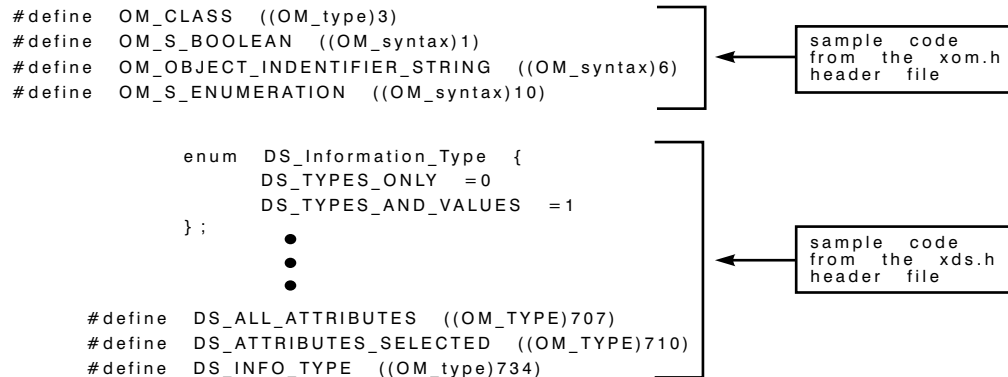 #define OM_CLASS ((OM_type)3)
#define OM_S_BOOLEAN ((OM_syntax)1)
#define OM_OBJECT_INDENTIFIER_STRING ((OM_syntax)6)
#define OM_S_ENUMERATION ((OM_syntax)10)
sample code
from the xom.h
header file
enum DS_Information_Type {
DS_TYPES_ONLY =0
DS_TYPES_AND_VALUES =1
} ;
sample code
from the xds.h
header file
#define DS_ALL_ATTRIBUTES ((OM_TYPE)707)
#define DS_ATTRIBUTES_SELECTED ((OM_TYPE)710)
#define DS_INFO_TYPE ((OM_type)734)